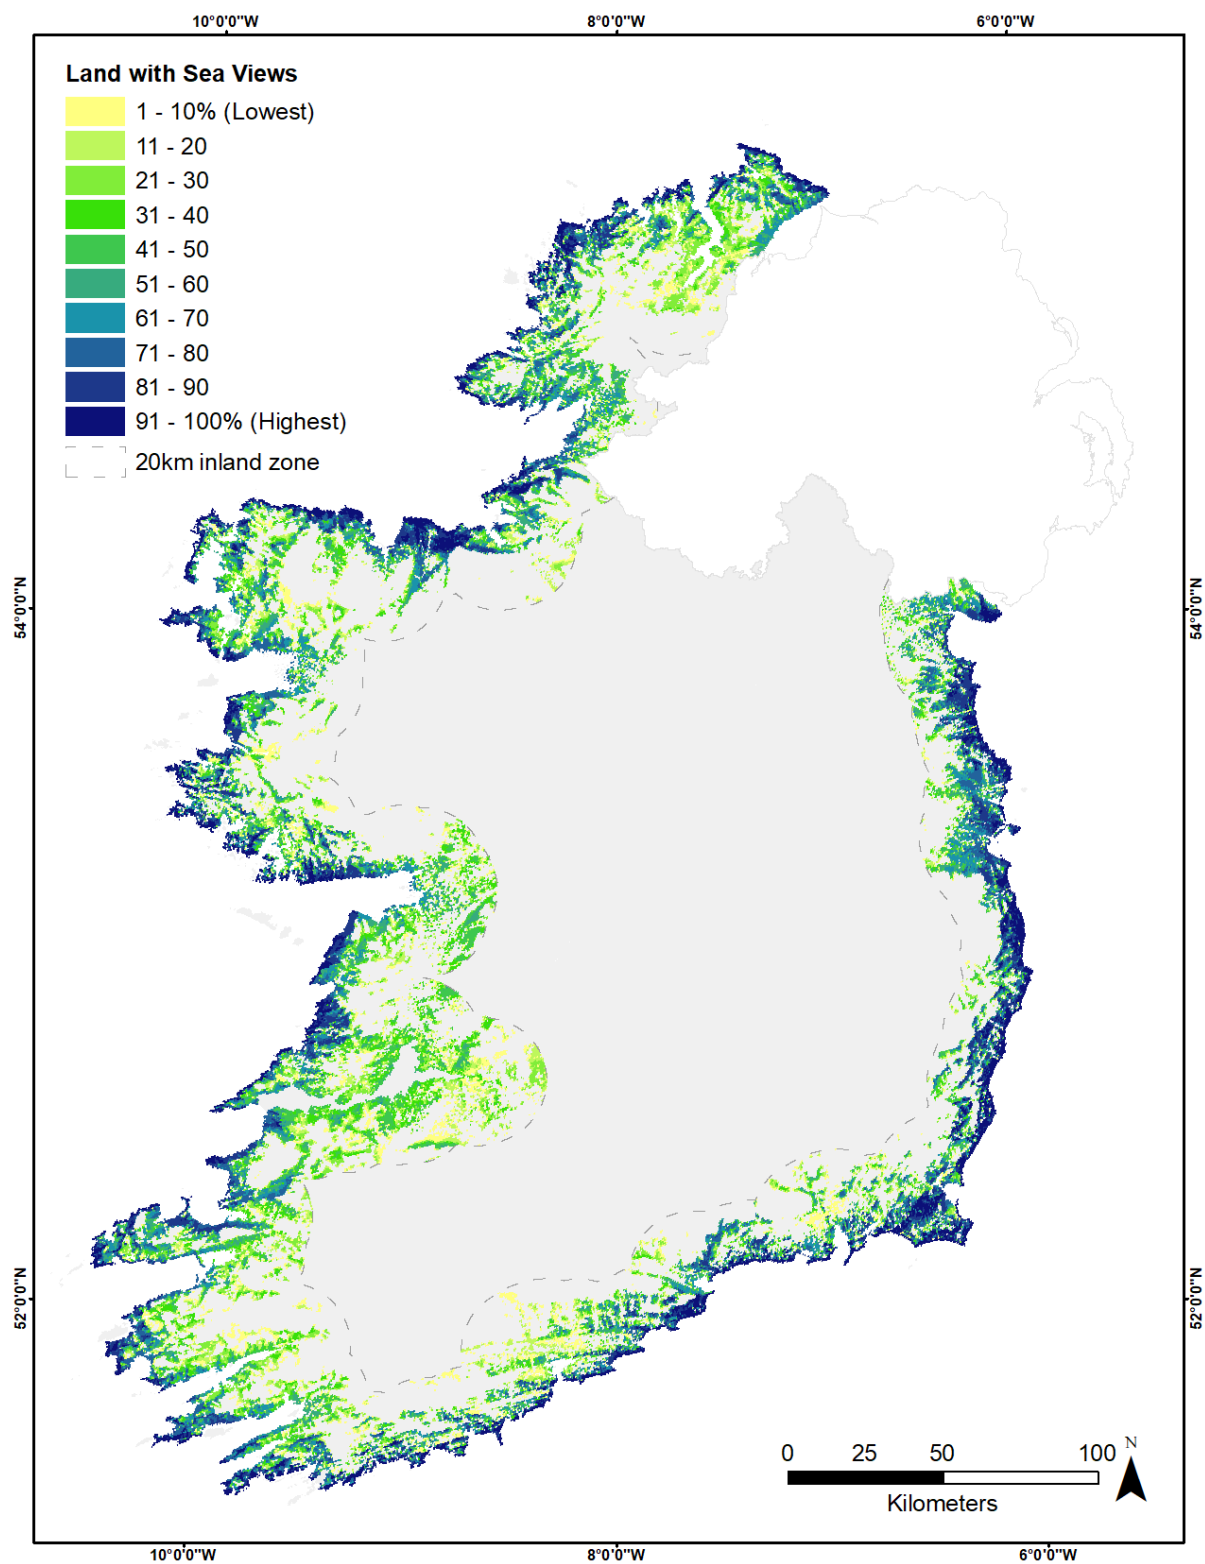 10°0'0"W 8°0'0"W 6°0'0"W
Land with Sea Views
1 - 10% (Lowest)
11 - 20
21 - 30
31 - 40
41 - 50
51 - 60
61 - 70
71 - 80
81 - 90
91 - 100% (Highest)
20km inland zone
54°0'0"N 54°0'0"N
52°0'0"N 52°0'0"N
0 25 50 100 N
Kilometers
10°0'0"W 8°0'0"W 6°0'0"W